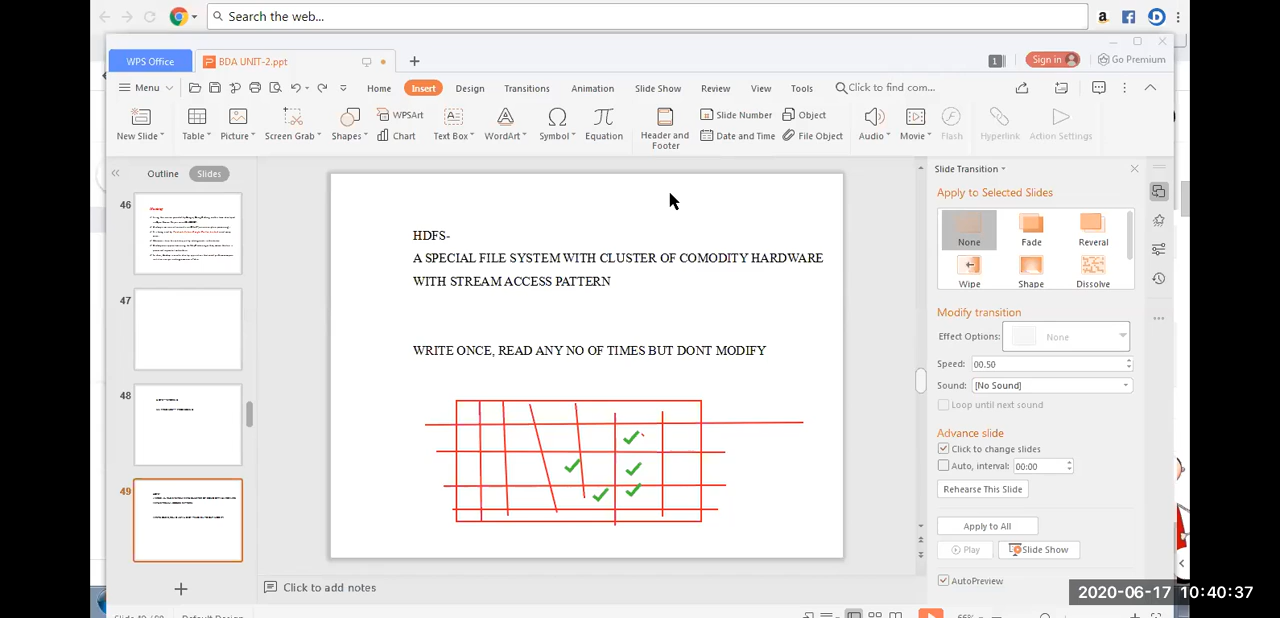 Search the web...
WPS Office
BDA UNIT-2.ppt
1
Sign in
Go Premium
Menu
Home
Insert
Design
Transitions
Animation
Slide Show
Review
View
Tools
Click to find com...
New Slide
Table
Picture
Screen Grab
Shapes
WPSArt
Chart
Text Box
WordArt
Symbol
Equation
Header and
Footer
Slide Number
Date and Time
Object
File Object
Audio
Movie
Flash
Hyperlink
Action Settings
Outline
Slides
46
47
48
49
HDFS-
A SPECIAL FILE SYSTEM WITH CLUSTER OF COMODITY HARDWARE
WITH STREAM ACCESS PATTERN
WRITE ONCE, READ ANY NO OF TIMES BUT DONT MODIFY
Click to add notes
Slide Transition
Apply to Selected Slides
None
Fade
Reveral
Wipe
Shape
Dissolve
Modify transition
Effect Options:
None
Speed:
00.50
Sound:
[No Sound]
Loop until next sound
Advance slide
Click to change slides
Auto, interval:
00:00
Rehearse This Slide
Apply to All
Play
Slide Show
AutoPreview
2020-06-17 10:40:37